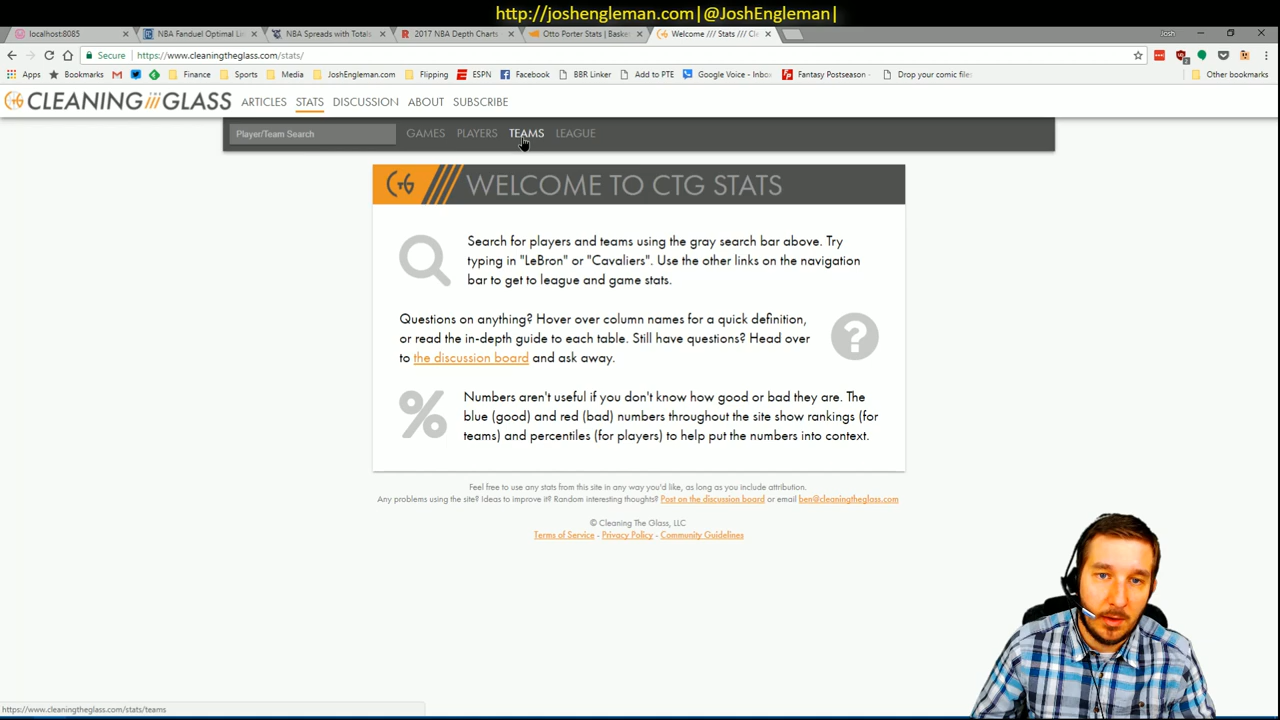 http://joshengleman.com|@JoshEngleman|
localhost:8085
NBA Fanduel Optimal Li
NBA Spreads with Totals
2017 NBA Depth Charts
Otto Porter Stats | Baske
Welcome /// Stats /// Cle
Josh
Secure
https://www.cleaningtheglass.com/stats/
Apps
Bookmarks
Finance
Sports
Media
JoshEngleman.com
Flipping
ESPN
Facebook
BBR Linker
Add to PTE
Google Voice - Inbox
Fantasy Postseason -
Drop your comic files
Other bookmarks
CLEANING THE GLASS
ARTICLES
STATS
DISCUSSION
ABOUT
SUBSCRIBE
Player/Team Search
GAMES
PLAYERS
TEAMS
LEAGUE
CTG
WELCOME TO CTG STATS
Search for players and teams using the gray search bar above. Try
typing in "LeBron" or "Cavaliers". Use the other links on the navigation
bar to get to league and game stats.
Questions on anything? Hover over column names for a quick definition,
or read the in-depth guide to each table. Still have questions? Head over
to the discussion board and ask away.
?
%
Numbers aren't useful if you don't know how good or bad they are. The
blue (good) and red (bad) numbers throughout the site show rankings (for
teams) and percentiles (for players) to help put the numbers into context.
Feel free to use any stats from this site in any way you'd like, as long as you include attribution.
Any problems using the site? Ideas to improve it? Random interesting thoughts? Post on the discussion board or email ben@cleaningtheglass.com
© Cleaning The Glass, LLC
Terms of Service - Privacy Policy - Community Guidelines
https://www.cleaningtheglass.com/stats/teams